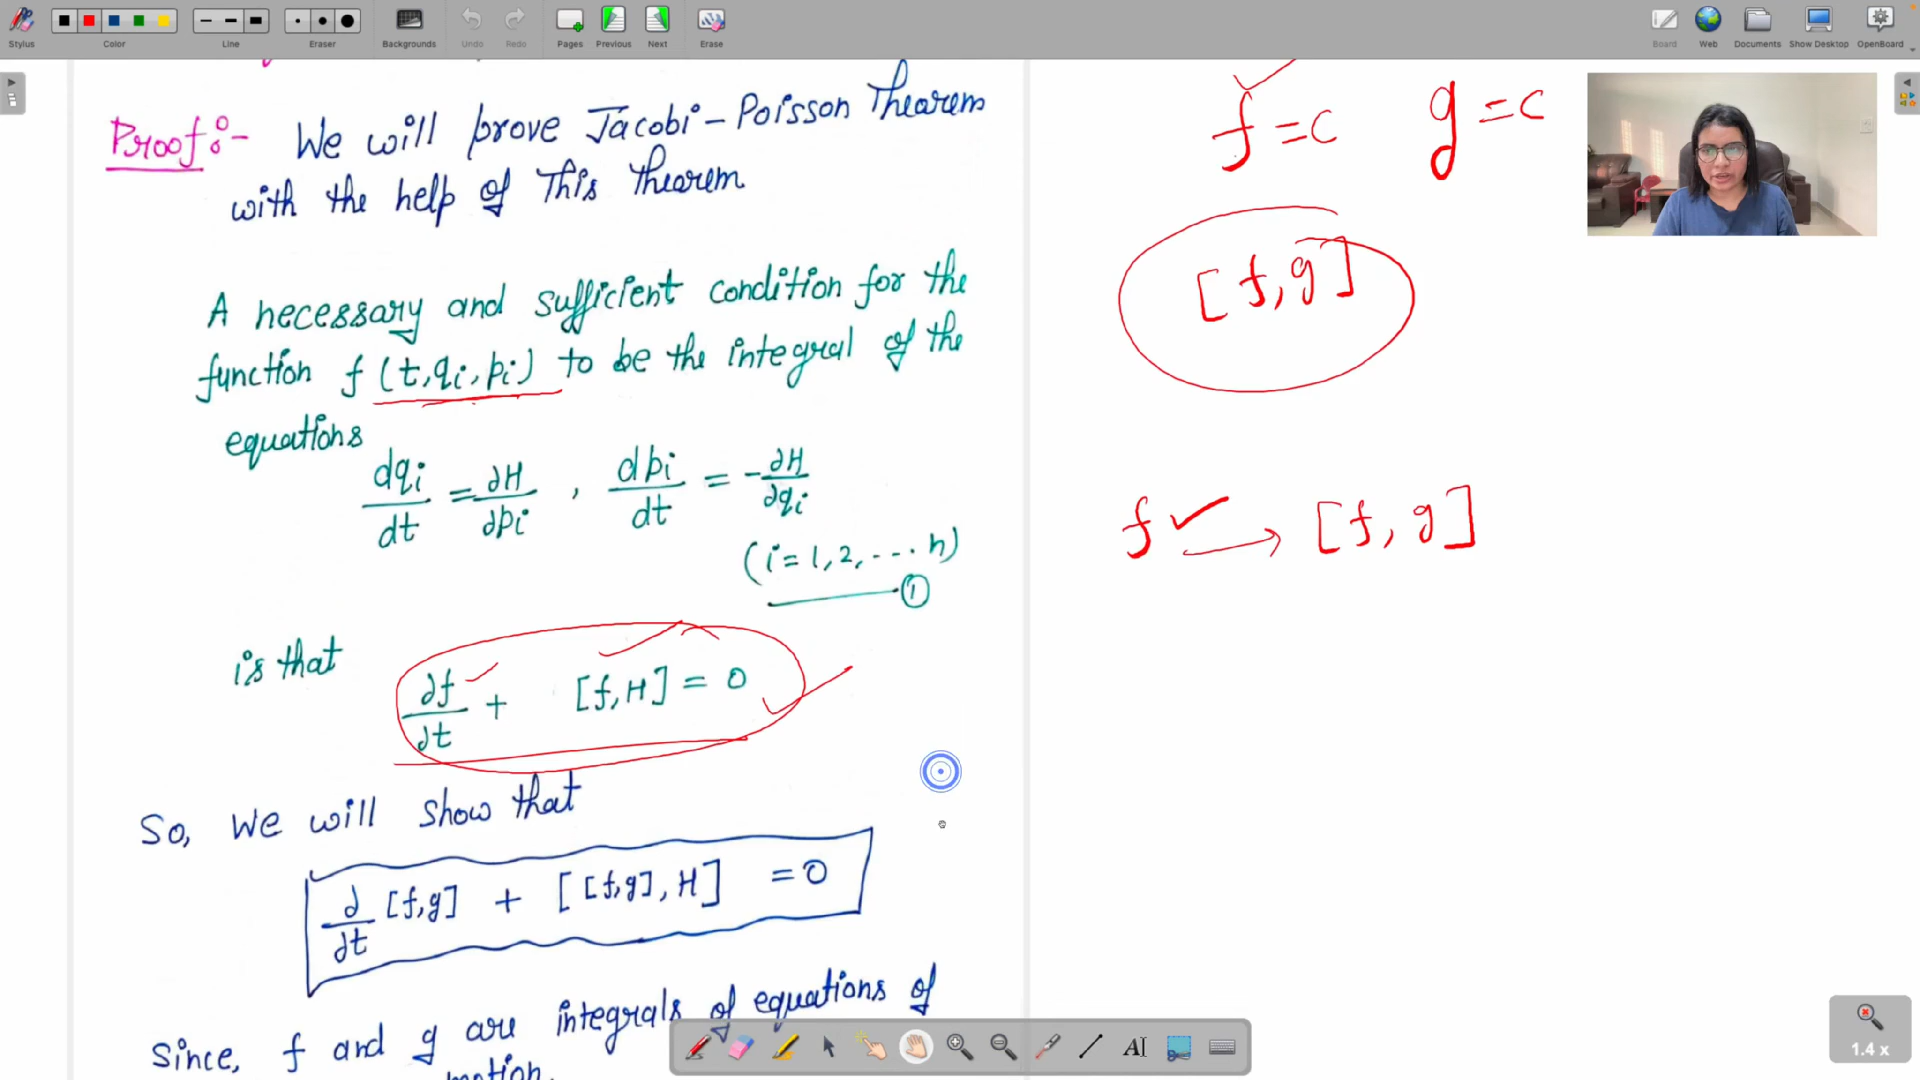 Stylus
Color
Line
Eraser
Backgrounds
Undo
Redo
Pages
Previous
Next
Erase
Board
Web
Documents
Show Desktop
OpenBoard
Proof:- We will prove Jacobi-Poisson Thearem
with the help of This Thearem
A necessary and sufficient condition for the
function f (t, qi, pi) to be the integral of the
equations
dqi/dt = ∂H/∂pi , dpi/dt = -∂H/∂qi
(i = 1, 2, .... n)
①
is that
∂f/∂t + [f, H] = 0
So, We will show that
∂/∂t [f,g] + [[f,g], H] = 0
Since, f and g are integrals of equations of
motion.
f = c g = c
[f, g]
f ✓ → [f, g]
AI
1.4 x